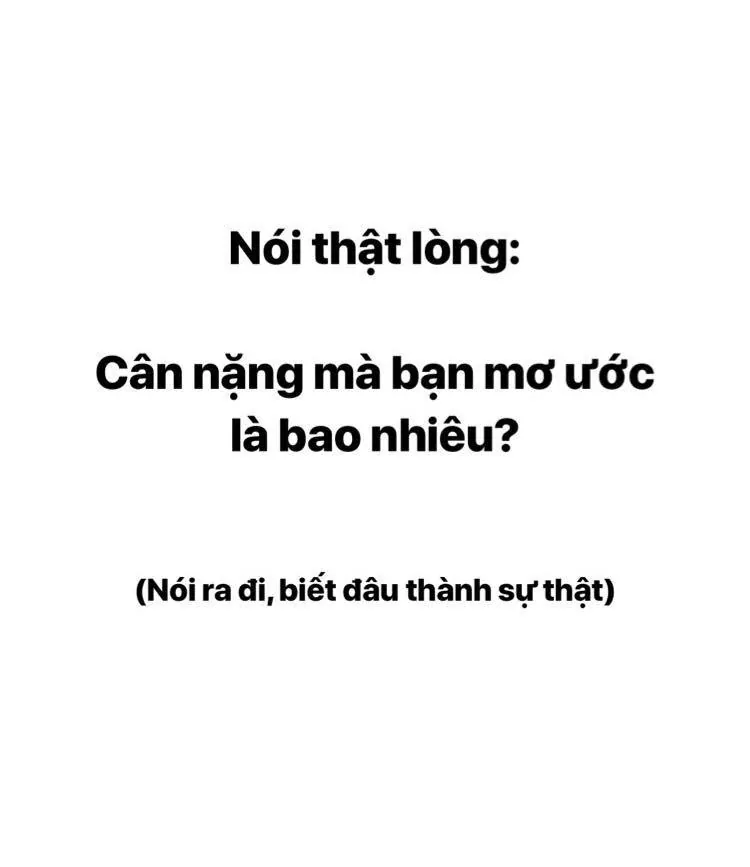 Nói thật lòng:
Cân nặng mà bạn mơ ước
là bao nhiêu?
(Nói ra đi, biết đâu thành sự thật)